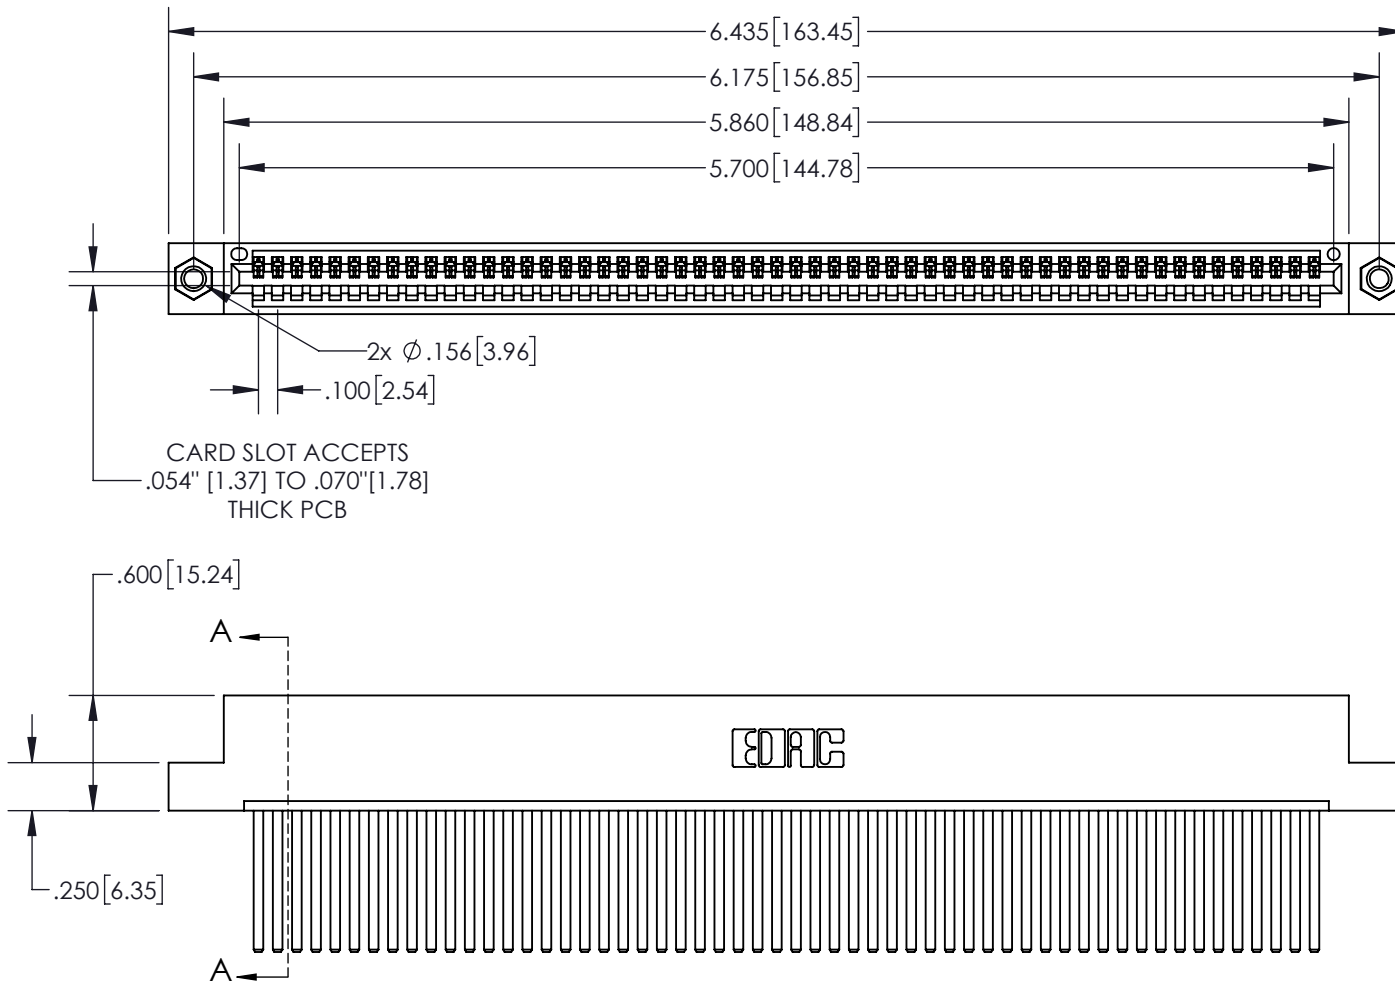 6.435[163.45]
6.175[156.85]
5.860[148.84]
5.700[144.78]
2x Ø.156[3.96]
.100[2.54]
CARD SLOT ACCEPTS
.054" [1.37] TO .070"[1.78]
THICK PCB
.600[15.24]
A
EDAC
.250[6.35]
A